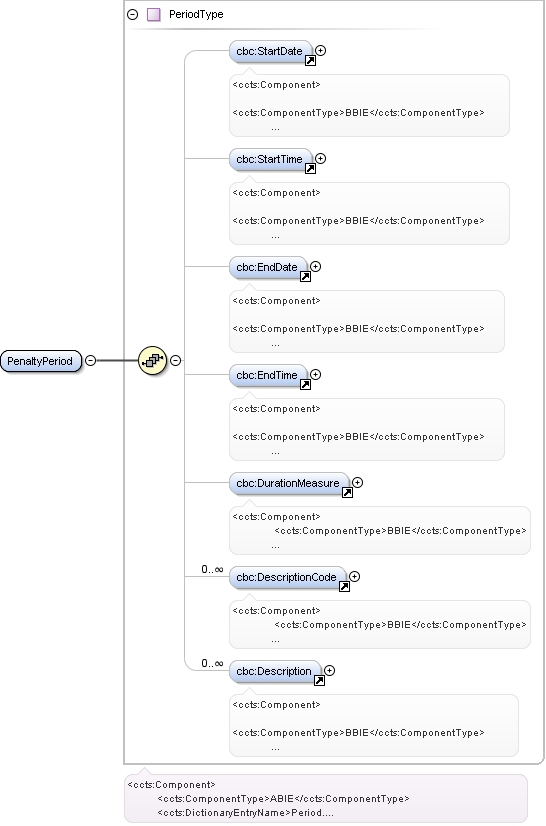 PeriodType
cbc:StartDate
<ccts:Component>
<ccts:ComponentType>BBIE</ccts:ComponentType>
...
cbc:StartTime
<ccts:Component>
<ccts:ComponentType>BBIE</ccts:ComponentType>
...
cbc:EndDate
<ccts:Component>
<ccts:ComponentType>BBIE</ccts:ComponentType>
...
PenaltyPeriod
cbc:EndTime
<ccts:Component>
<ccts:ComponentType>BBIE</ccts:ComponentType>
...
cbc:DurationMeasure
<ccts:Component>
<ccts:ComponentType>BBIE</ccts:ComponentType>
...
0..∞ cbc:DescriptionCode
<ccts:Component>
<ccts:ComponentType>BBIE</ccts:ComponentType>
...
0..∞ cbc:Description
<ccts:Component>
<ccts:ComponentType>BBIE</ccts:ComponentType>
...
<ccts:Component>
<ccts:ComponentType>ABIE</ccts:ComponentType>
<ccts:DictionaryEntryName>Period....